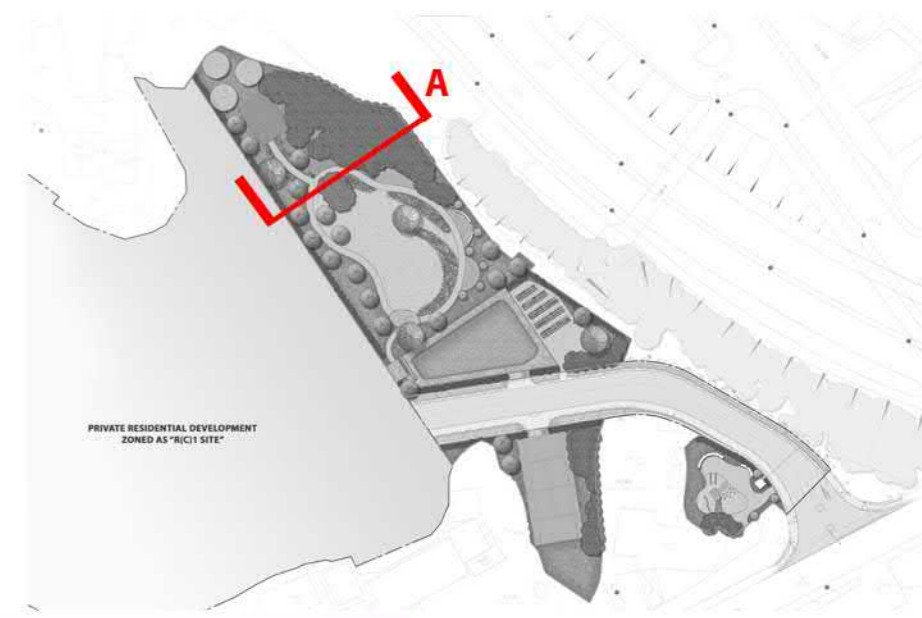 A
PRIVATE RESIDENTIAL DEVELOPMENT
ZONED AS "R(C)1 SITE"